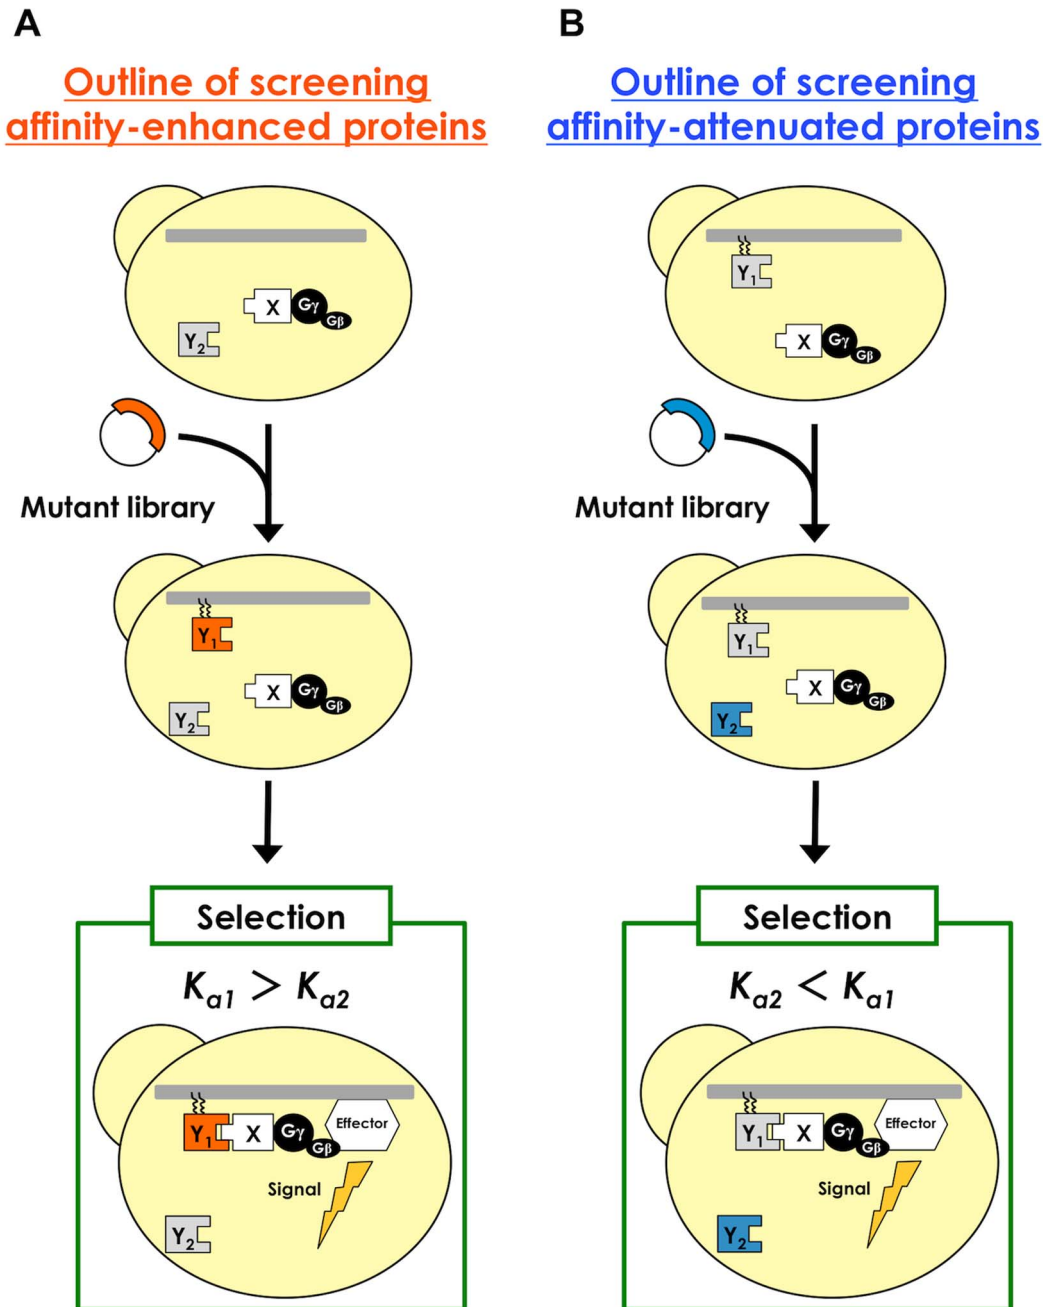 A
Outline of screening
affinity-enhanced proteins
X
Gγ
Gβ
Y2
Mutant library
Y1
X
Gγ
Gβ
Y2
Selection
Ka1 > Ka2
Effector
Y1
X
Gγ
Gβ
Signal
Y2
B
Outline of screening
affinity-attenuated proteins
Y1
X
Gγ
Gβ
Mutant library
Y1
X
Gγ
Gβ
Y2
Selection
Ka2 < Ka1
Effector
Y1
X
Gγ
Gβ
Signal
Y2